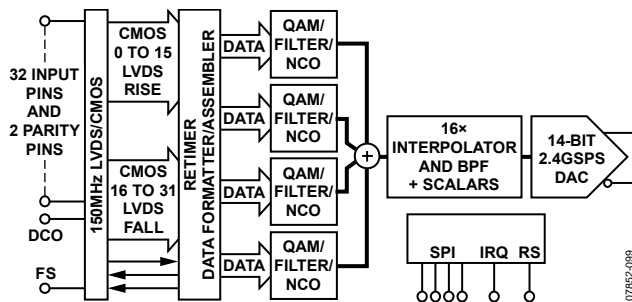 32 INPUT
PINS
AND
2 PARITY
PINS
DCO
FS
150MHz LVDS/CMOS
CMOS
0 TO 15
LVDS
RISE
CMOS
16 TO 31
LVDS
FALL
RETIMER
DATA FORMATTER/ASSEMBLER
DATA
QAM/
FILTER/
NCO
DATA
QAM/
FILTER/
NCO
DATA
QAM/
FILTER/
NCO
DATA
QAM/
FILTER/
NCO
+
16×
INTERPOLATOR
AND BPF
+ SCALARS
14-BIT
2.4GSPS
DAC
SPI IRQ RS
07852-099